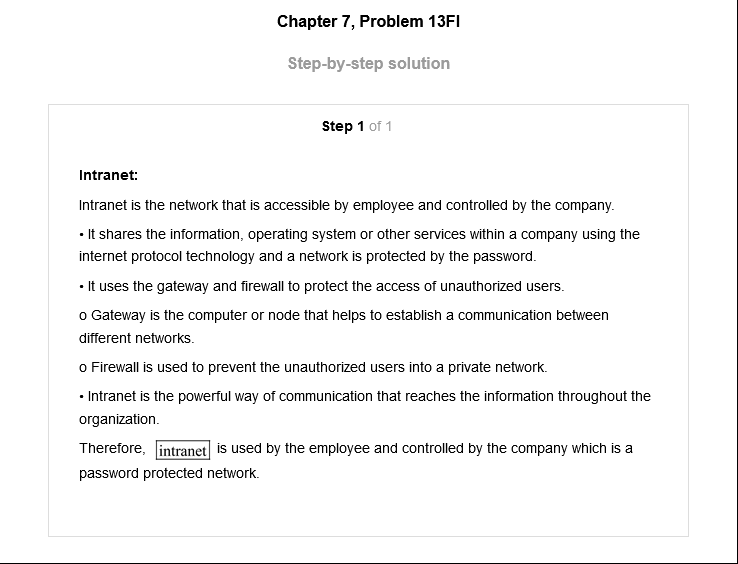 Chapter 7, Problem 13FI
Step-by-step solution
Step 1 of 1
Intranet:
Intranet is the network that is accessible by employee and controlled by the company.
• It shares the information, operating system or other services within a company using the
internet protocol technology and a network is protected by the password.
• It uses the gateway and firewall to protect the access of unauthorized users.
o Gateway is the computer or node that helps to establish a communication between
different networks.
o Firewall is used to prevent the unauthorized users into a private network.
• Intranet is the powerful way of communication that reaches the information throughout the
organization.
Therefore, intranet is used by the employee and controlled by the company which is a
password protected network.